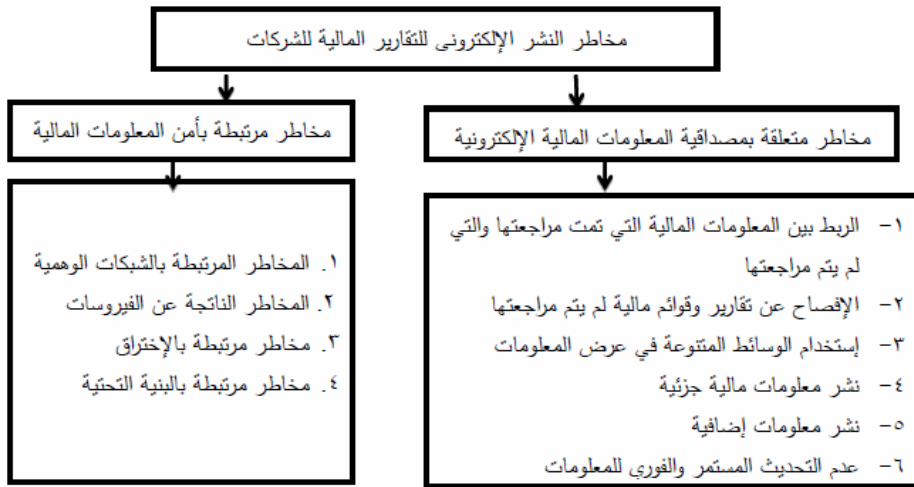 مخاطر النشر الإلكترونى للتقارير المالية للشركات
مخاطر متعلقة بمصداقية المعلومات المالية الإلكترونية
١- الربط بين المعلومات المالية التي تمت مراجعتها والتي
لم يتم مراجعتها
٢- الإفصاح عن تقارير وقوائم مالية لم يتم مراجعتها
٣- إستخدام الوسائط المتنوعة في عرض المعلومات
٤- نشر معلومات مالية جزئية
٥- نشر معلومات إضافية
٦- عدم التحديث المستمر والفوري للمعلومات
مخاطر مرتبطة بأمن المعلومات المالية
١. المخاطر المرتبطة بالشبكات الوهمية
٢. المخاطر الناتجة عن الفيروسات
٣. مخاطر مرتبطة بالإختراق
٤. مخاطر مرتبطة بالبنية التحتية